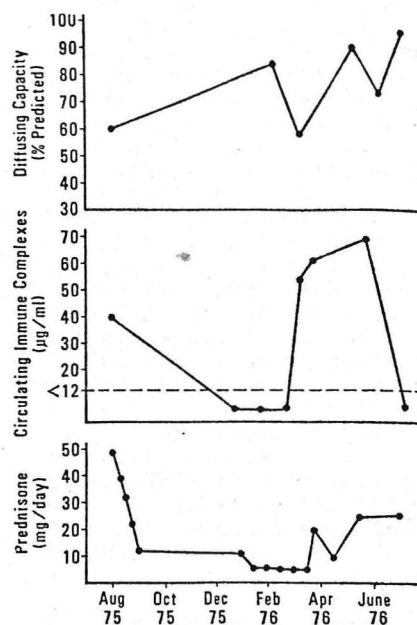 Diffusing Capacity
(% Predicted)
100
90
80
70
60
50
40
30
Circulating Immune Complexes
(µg/ml)
70
60
50
40
30
20
<12
Prednisone
(mg/day)
50
40
30
20
10
Aug Oct Dec Feb Apr June
75 75 75 76 76 76